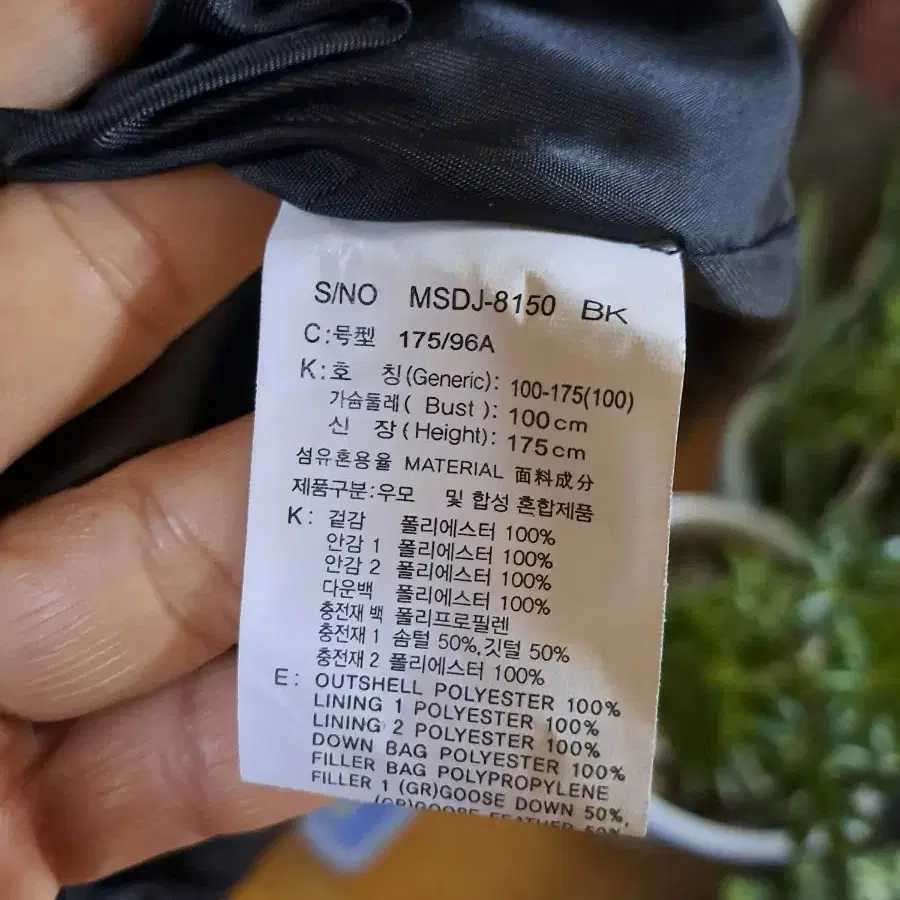 S/NO MSDJ-8150 BK
C:号型 175/96A
K:호 칭(Generic): 100-175(100)
가슴둘레( Bust ): 100cm
신 장(Height): 175cm
섬유혼용율 MATERIAL 面料成分
제품구분:우모 및 합성 혼합제품
K: 겉감 폴리에스터 100%
안감 1 폴리에스터 100%
안감 2 폴리에스터 100%
다운백 폴리에스터 100%
충전재 백 폴리프로필렌
충전재 1 솜털 50%,깃털 50%
충전재 2 폴리에스터 100%
E: OUTSHELL POLYESTER 100%
LINING 1 POLYESTER 100%
LINING 2 POLYESTER 100%
DOWN BAG POLYESTER 100%
FILLER BAG POLYPROPYLENE
FILLER 1 (GR)GOOSE DOWN 50%,
(GR)GOOSE FEATHER 50%